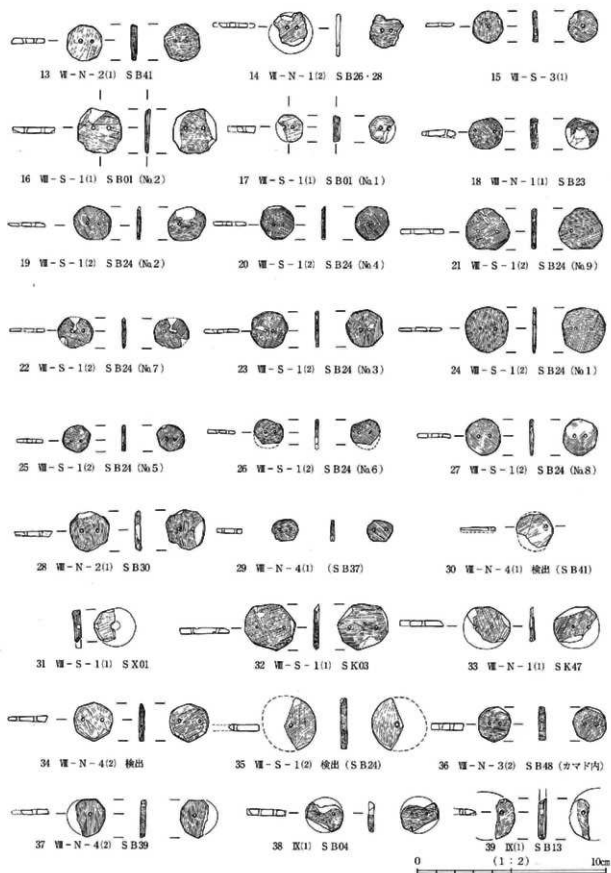 13 Ⅷ-N-2(1) SB41 14 Ⅷ-N-1(2) SB26・28 15 Ⅷ-S-3(1)
16 Ⅷ-S-1(1) SB01 (No.2) 17 Ⅷ-S-1(1) SB01 (No.1) 18 Ⅷ-N-1(1) SB23
19 Ⅷ-S-1(2) SB24 (No.2) 20 Ⅷ-S-1(2) SB24 (No.4) 21 Ⅷ-S-1(2) SB24 (No.9)
22 Ⅷ-S-1(2) SB24 (No.7) 23 Ⅷ-S-1(2) SB24 (No.3) 24 Ⅷ-S-1(2) SB24 (No.1)
25 Ⅷ-S-1(2) SB24 (No.5) 26 Ⅷ-S-1(2) SB24 (No.6) 27 Ⅷ-S-1(2) SB24 (No.8)
28 Ⅷ-N-2(1) SB30 29 Ⅷ-N-4(1) (SB37) 30 Ⅷ-N-4(1) 検出 (SB41)
31 Ⅷ-S-1(1) SX01 32 Ⅷ-S-1(1) SK03 33 Ⅷ-N-1(1) SK47
34 Ⅷ-N-4(2) 検出 35 Ⅷ-S-1(2) 検出 (SB24) 36 Ⅷ-N-3(2) SB48 (カマド内)
37 Ⅷ-N-4(2) SB39 38 Ⅸ(1) SB04 39 Ⅸ(1) SB13
0 (1:2) 10cm